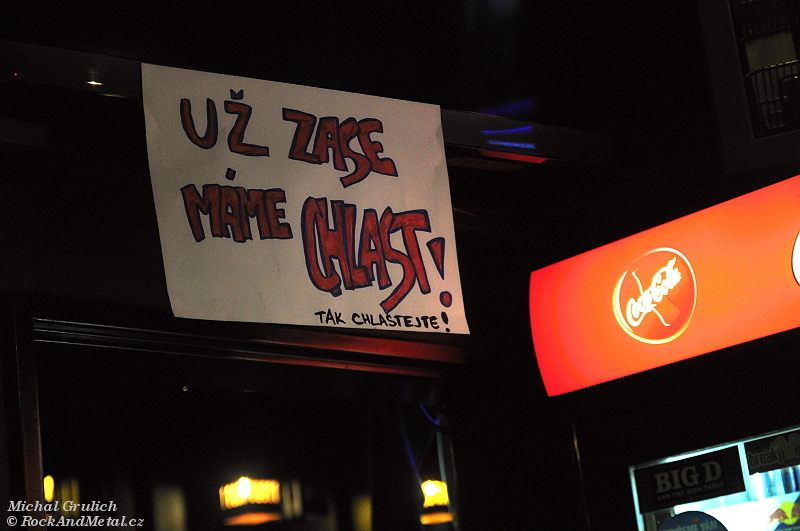 UŽ ZASE
MÁME CHLAST!
TAK CHLASTEJTE!
Coca-Cola
BIG D
Michal Grulich
© RockAndMetal.cz